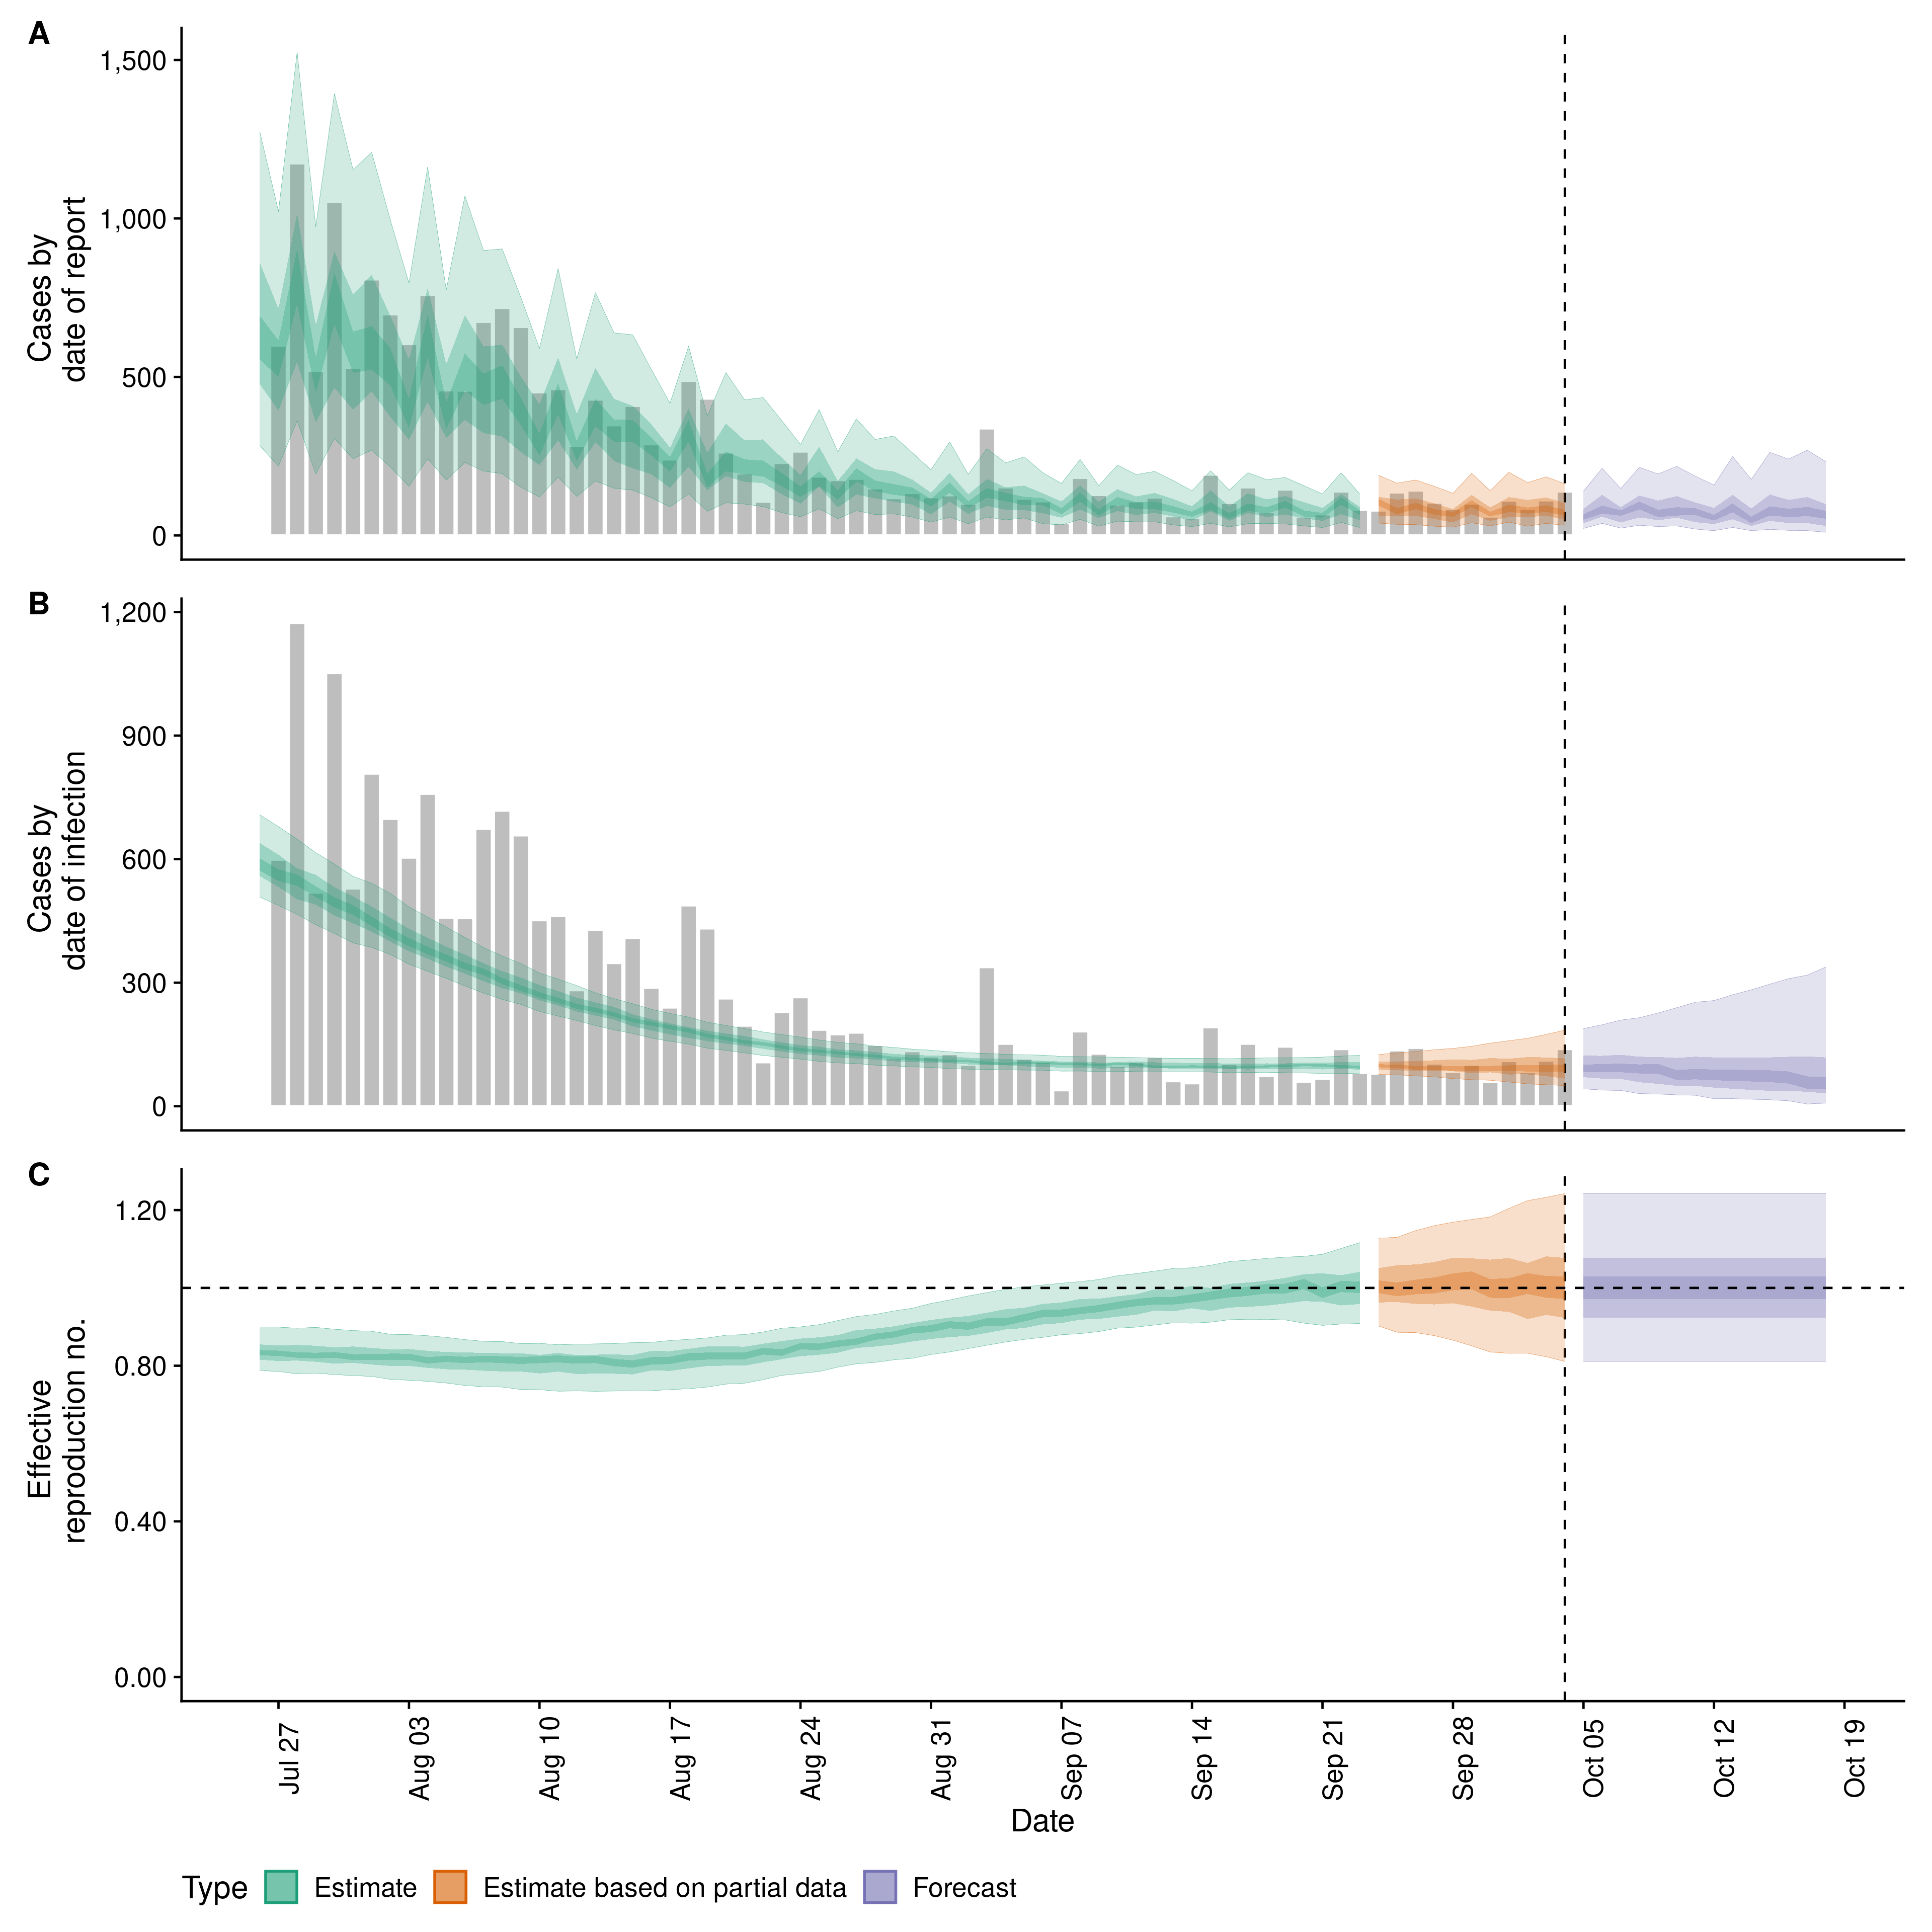 A
Cases by
date of report
1,500
1,000
500
0
B
Cases by
date of infection
1,200
900
600
300
0
C
Effective
reproduction no.
1.20
0.80
0.40
0.00
Jul 27
Aug 03
Aug 10
Aug 17
Aug 24
Aug 31
Sep 07
Sep 14
Sep 21
Sep 28
Oct 05
Oct 12
Oct 19
Date
Type Estimate Estimate based on partial data Forecast